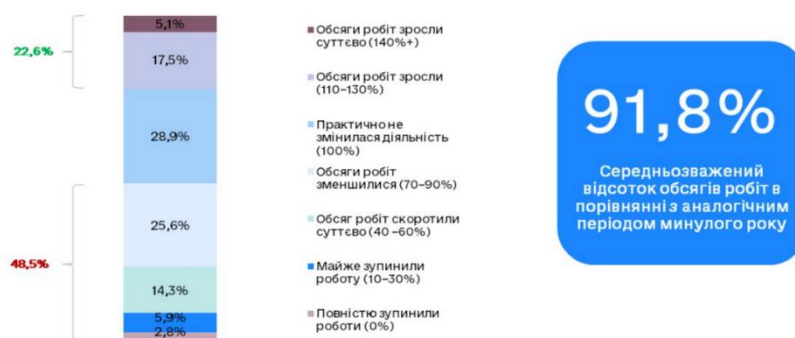 22,6%
48,5%
5,1%
17,5%
28,9%
25,6%
14,3%
5,9%
2,8%
Обсяги робіт зросли
суттєво (140%+)
Обсяги робіт зросли
(110–130%)
Практично не
змінилася діяльність
(100%)
Обсяги робіт
зменшилися (70–90%)
Обсяг робіт скоротили
суттєво (40 –60%)
Майже зупинили
роботу (10–30%)
Повністю зупинили
роботи (0%)
91,8%
Середньозважений
відсоток обсягів робіт в
порівнянні з аналогічним
періодом минулого року